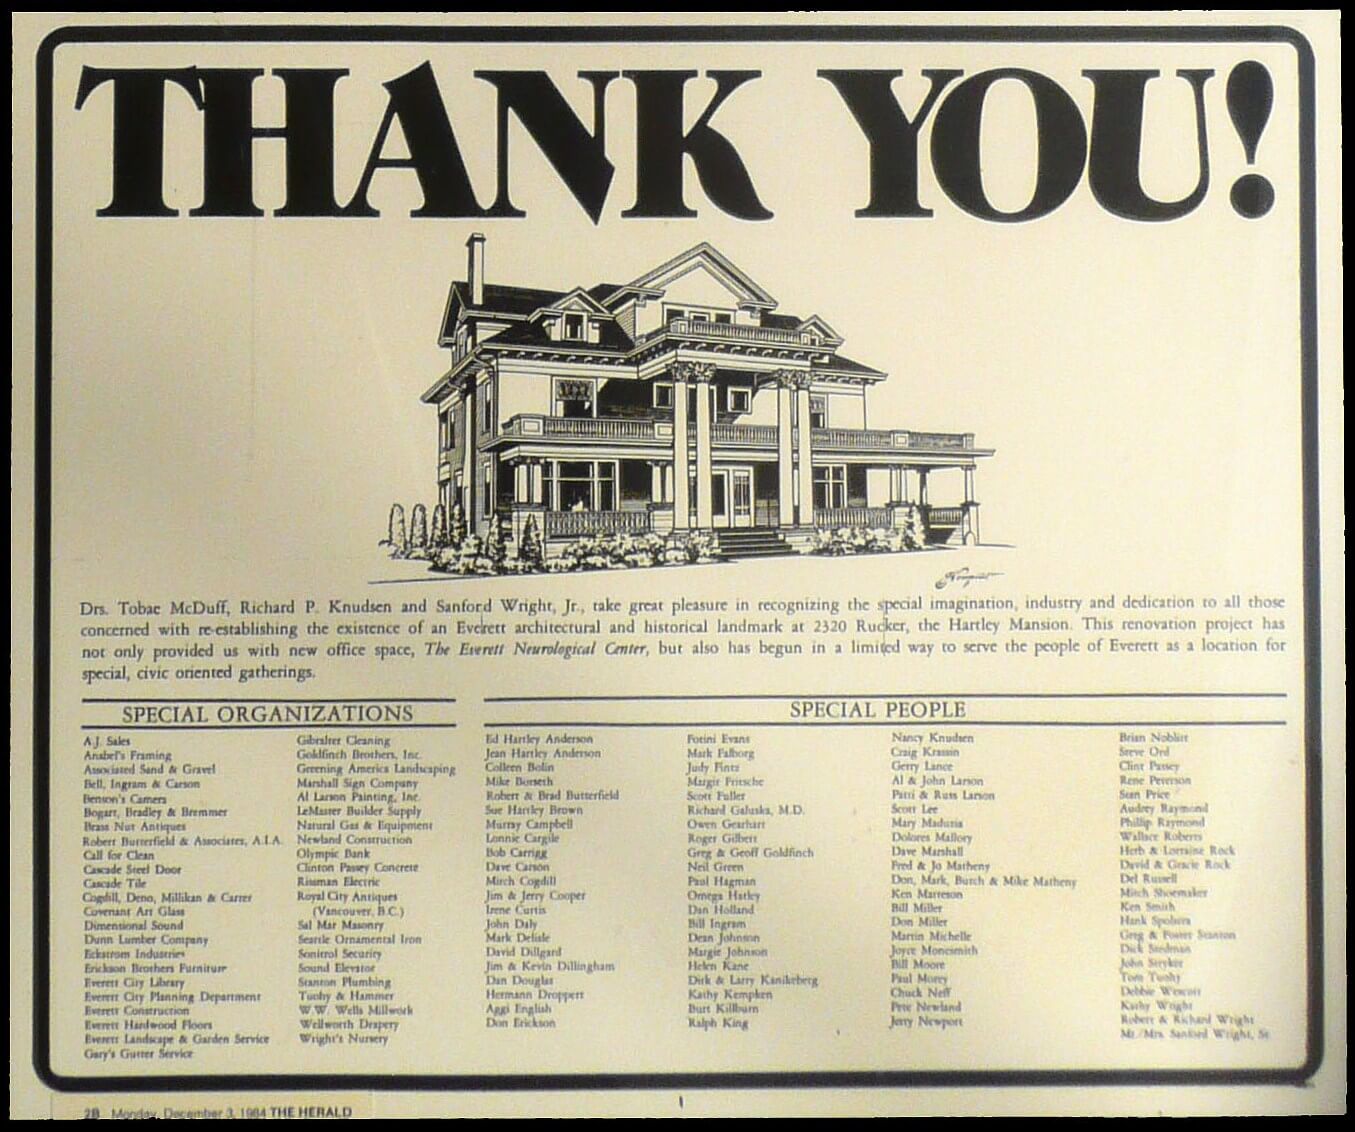 THANK YOU!
Drs. Tobae McDuff, Richard P. Knudsen and Sanford Wright, Jr., take great pleasure in recognizing the special imagination, industry and dedication to all those
concerned with re-establishing the existence of an Everett architectural and historical landmark at 2320 Rucker, the Hartley Mansion. This renovation project has
not only provided us with new office space, The Everett Neurological Center, but also has begun in a limited way to serve the people of Everett as a location for
special, civic oriented gatherings.
SPECIAL ORGANIZATIONS
A.J. Sales
Anabel's Framing
Associated Sand & Gravel
Bell, Ingram & Carson
Benson's Camera
Bogart, Bradley & Bremmer
Brass Nut Antiques
Robert Butterfield & Associates, A.I.A.
Call for Clean
Cascade Steel Door
Cascade Tile
Cogdill, Deno, Millikan & Carter
Covenant Art Glass
Dimensional Sound
Dunn Lumber Company
Eckstrom Industries
Erickson Brothers Furniture
Everett City Library
Everett City Planning Department
Everett Construction
Everett Hardwood Floors
Everett Landscape & Garden Service
Gary's Gutter Service
Gibralter Cleaning
Goldfinch Brothers, Inc.
Greening America Landscaping
Marshall Sign Company
Al Larson Painting, Inc.
LeMaster Builder Supply
Natural Gas & Equipment
Newland Construction
Olympic Bank
Clinton Passey Concrete
Rissman Electric
Royal City Antiques
(Vancouver, B.C.)
Sal Mar Masonry
Seattle Ornamental Iron
Sonitrol Security
Sound Elevator
Stanton Plumbing
Tuohy & Hammer
W.W. Wells Millwork
Wellworth Drapery
Wright's Nursery
SPECIAL PEOPLE
Ed Hartley Anderson
Jean Hartley Anderson
Colleen Bolin
Mike Borseth
Robert & Brad Butterfield
Sue Hartley Brown
Murray Campbell
Lonnie Cargile
Bob Carrigg
Dave Carson
Mitch Cogdill
Jim & Jerry Cooper
Irene Curtis
John Daly
Mark Delisle
David Dillgard
Jim & Kevin Dillingham
Dan Douglas
Hermann Droppert
Aggi English
Don Erickson
Fotini Evans
Mark Falborg
Judy Fintz
Margit Fritsche
Scott Fuller
Richard Galuska, M.D.
Owen Gearhart
Roger Gilbert
Greg & Geoff Goldfinch
Neil Green
Paul Hagman
Omega Hatley
Dan Holland
Bill Ingram
Dean Johnson
Margie Johnson
Helen Kane
Dirk & Larry Kanikeberg
Kathy Kempken
Burt Killburn
Ralph King
Nancy Knudsen
Craig Krassin
Gerry Lance
Al & John Larson
Patti & Russ Larson
Scott Lee
Mary Madusia
Dolores Mallory
Dave Marshall
Fred & Jo Matheny
Don, Mark, Butch & Mike Matheny
Ken Matteson
Bill Miller
Don Miller
Martin Michelle
Joyce Monesmith
Bill Moore
Paul Morey
Chuck Neff
Pete Newland
Jerry Newport
Brian Noblitt
Steve Ord
Clint Passey
Rene Peterson
Stan Price
Audrey Raymond
Phillip Raymond
Wallace Roberts
Herb & Lorraine Rock
David & Gracie Rock
Del Russell
Mitch Shoemaker
Ken Smith
Hank Spohera
Greg & Foster Stanton
Dick Stedman
John Stryker
Tom Tuohy
Debbie Wescott
Kathy Wright
Robert & Richard Wright
Mr./Mrs. Sanford Wright, Sr.
2B Monday, December 3, 1984 THE HERALD